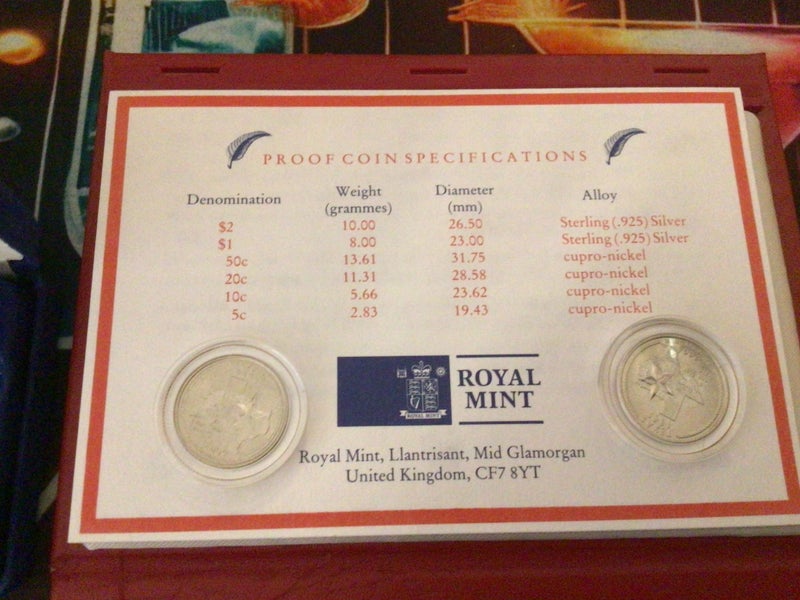 PROOF COIN SPECIFICATIONS
Denomination Weight (grammes) Diameter (mm) Alloy
$2 10.00 26.50 Sterling (.925) Silver
$1 8.00 23.00 Sterling (.925) Silver
50c 13.61 31.75 cupro-nickel
20c 11.31 28.58 cupro-nickel
10c 5.66 23.62 cupro-nickel
5c 2.83 19.43 cupro-nickel
ROYAL MINT
ROYAL
MINT
Royal Mint, Llantrisant, Mid Glamorgan
United Kingdom, CF7 8YT